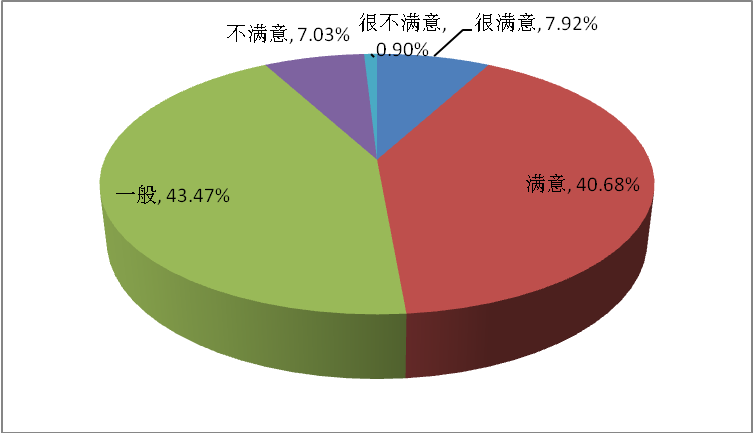 不满意, 7.03%
很不满意,
0.90%
很满意, 7.92%
一般, 43.47%
满意, 40.68%